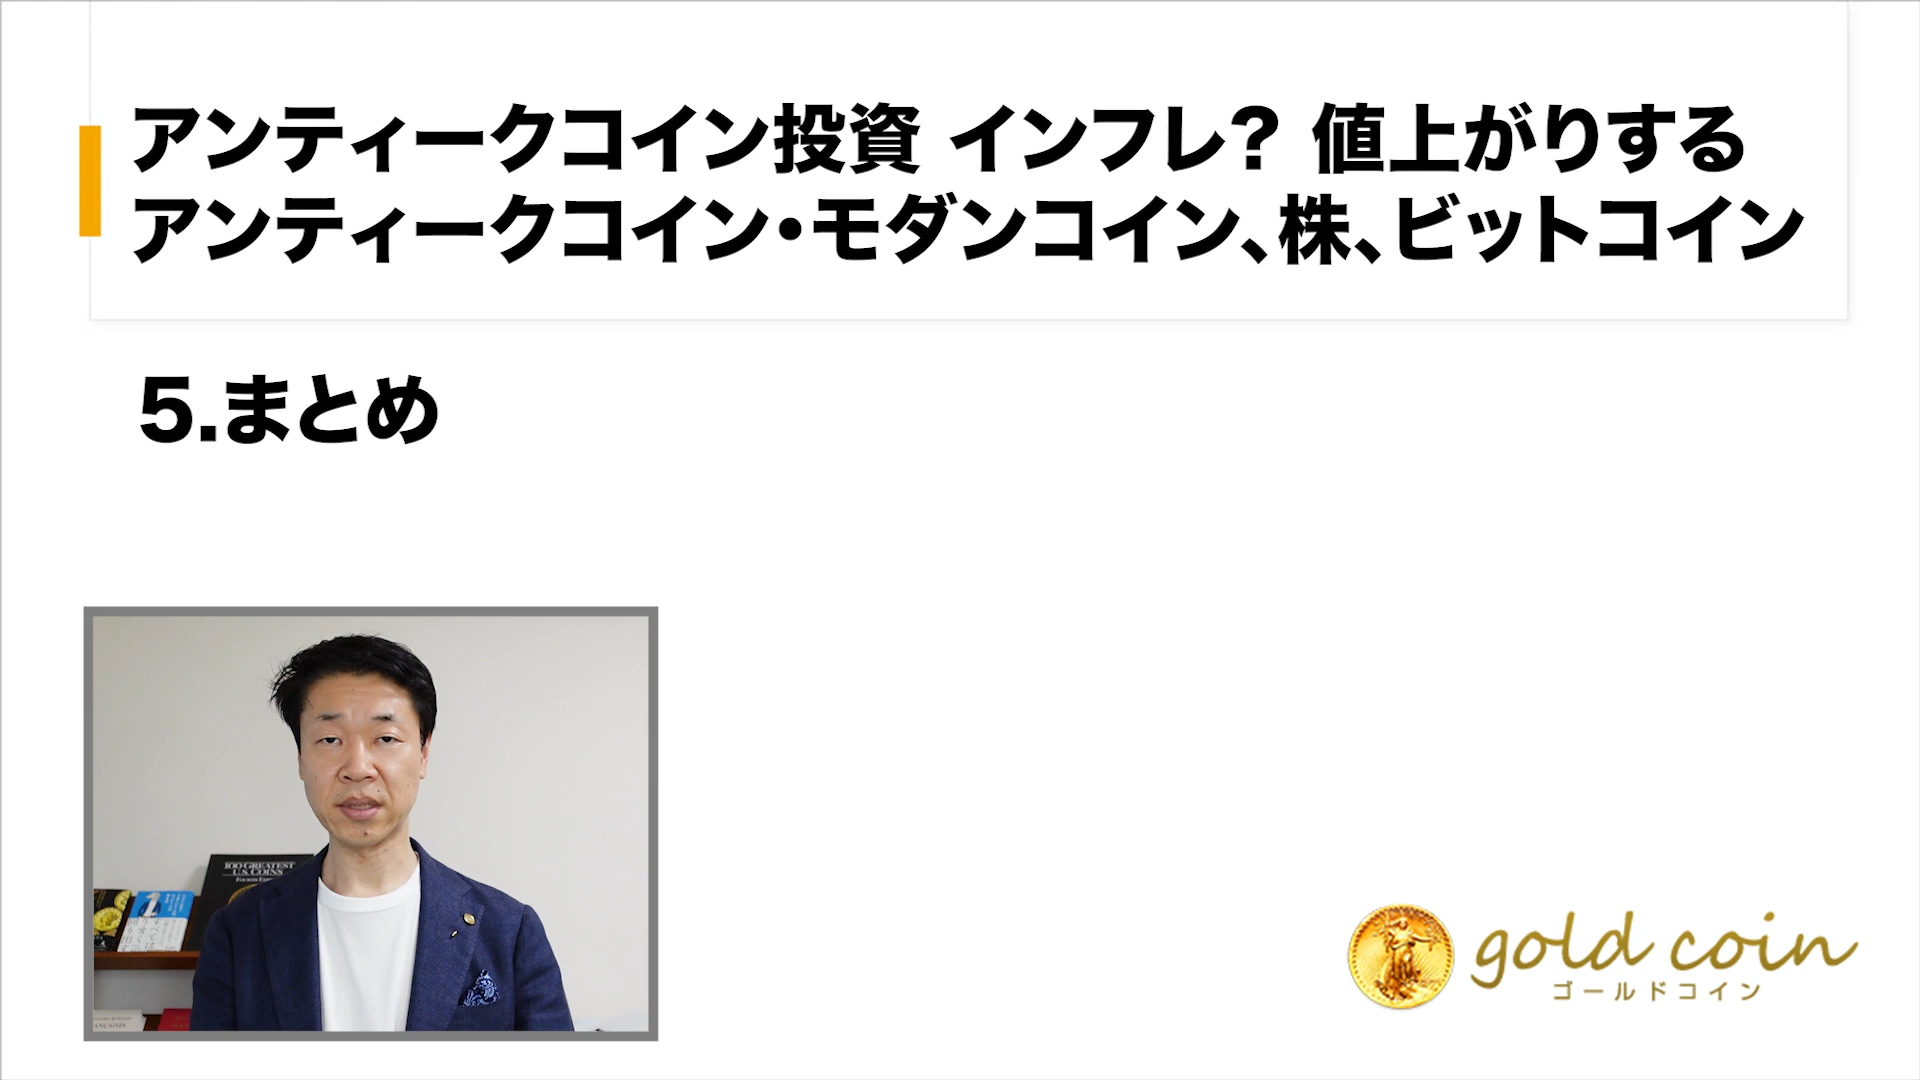 アンティークコイン投資 インフレ? 値上がりする
アンティークコイン・モダンコイン、株、ビットコイン
5.まとめ
100 GREATEST
U.S. COINS
gold coin
ゴールドコイン